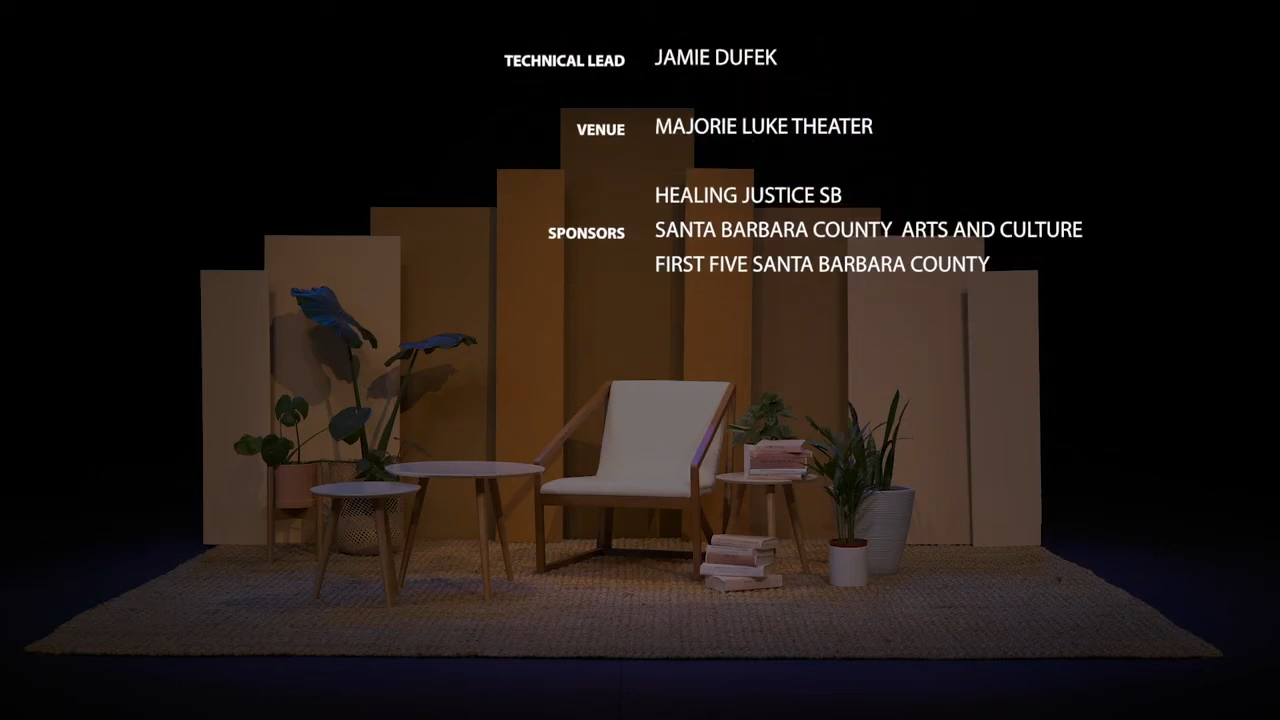 TECHNICAL LEAD JAMIE DUFEK
VENUE MAJORIE LUKE THEATER
HEALING JUSTICE SB
SPONSORS SANTA BARBARA COUNTY ARTS AND CULTURE
FIRST FIVE SANTA BARBARA COUNTY